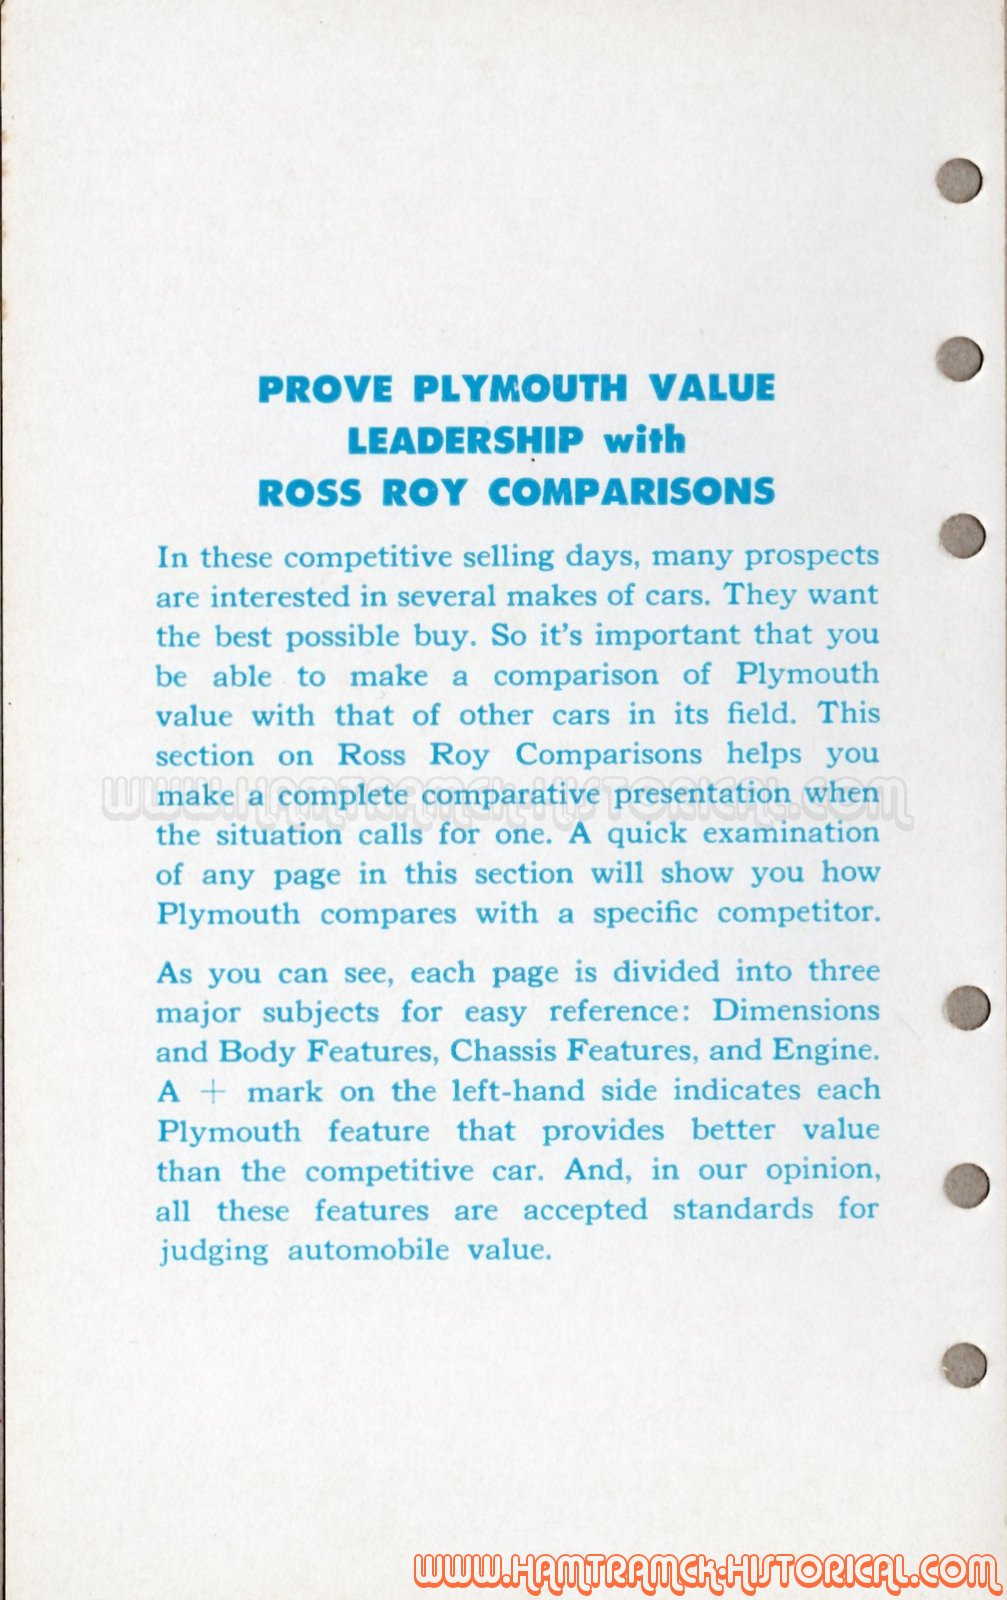 PROVE PLYMOUTH VALUE
LEADERSHIP with
ROSS ROY COMPARISONS
In these competitive selling days, many prospects
are interested in several makes of cars. They want
the best possible buy. So it's important that you
be able to make a comparison of Plymouth
value with that of other cars in its field. This
section on Ross Roy Comparisons helps you
make a complete comparative presentation when
the situation calls for one. A quick examination
of any page in this section will show you how
Plymouth compares with a specific competitor.
As you can see, each page is divided into three
major subjects for easy reference: Dimensions
and Body Features, Chassis Features, and Engine.
A + mark on the left-hand side indicates each
Plymouth feature that provides better value
than the competitive car. And, in our opinion,
all these features are accepted standards for
judging automobile value.
WWW.HAMTRAMCK-HISTORICAL.COM
WWW.HAMTRAMCK-HISTORICAL.COM